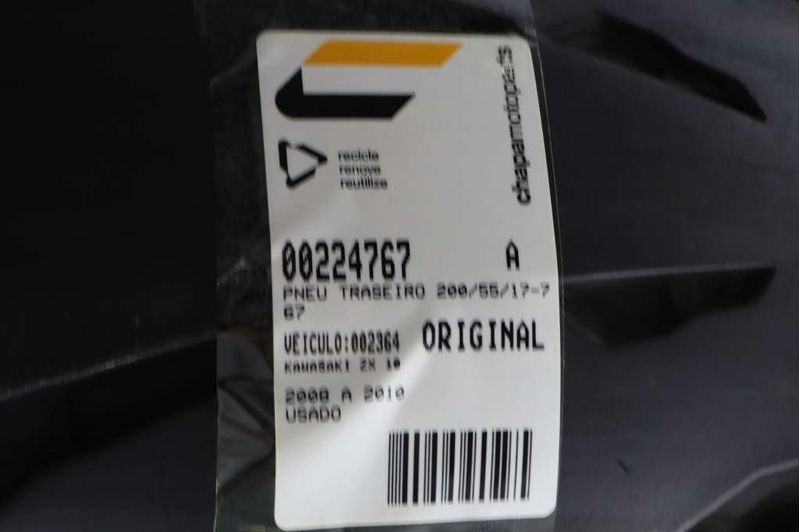 chapamotoparts
recicle
renove
reutilize
00224767 A
PNEU TRASEIRO 200/55/17-7
67
VEICULO:002364 ORIGINAL
KAWASAKI ZX 10
2008 A 2010
USADO